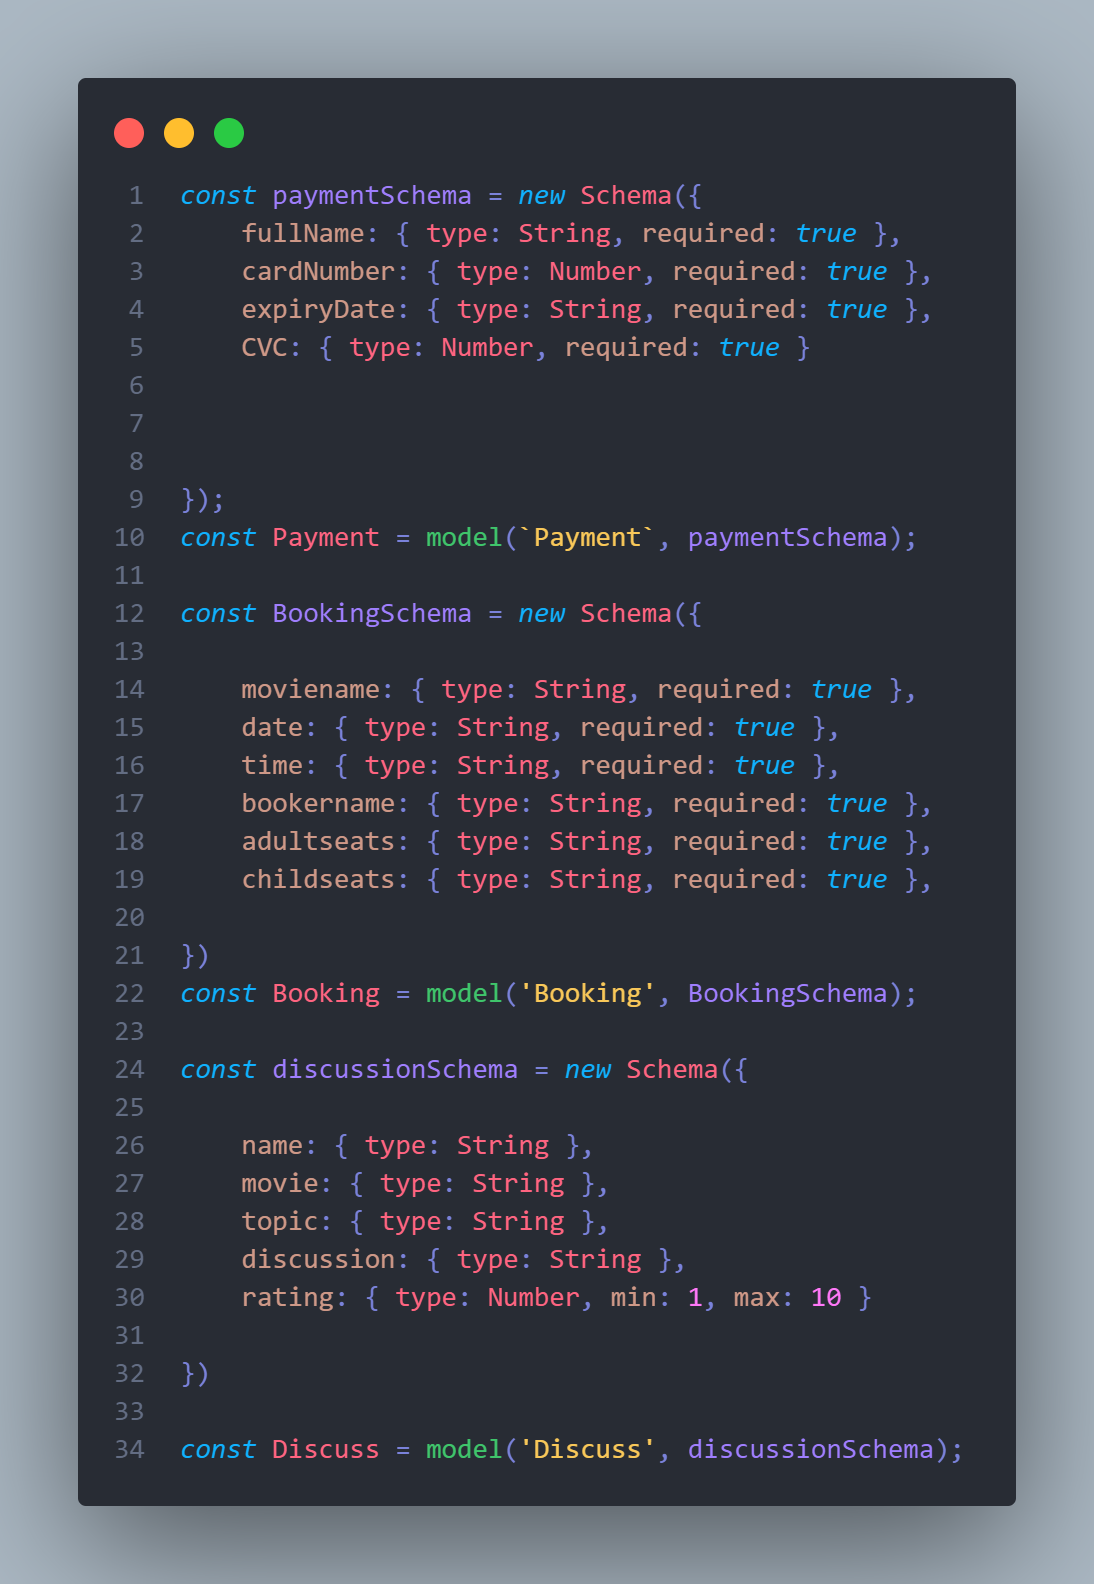 1 const paymentSchema = new Schema({
2     fullName: { type: String, required: true },
3     cardNumber: { type: Number, required: true },
4     expiryDate: { type: String, required: true },
5     CVC: { type: Number, required: true }
6
7
8
9 });
10 const Payment = model(`Payment`, paymentSchema);
11
12 const BookingSchema = new Schema({
13
14     moviename: { type: String, required: true },
15     date: { type: String, required: true },
16     time: { type: String, required: true },
17     bookername: { type: String, required: true },
18     adultseats: { type: String, required: true },
19     childseats: { type: String, required: true },
20
21 })
22 const Booking = model('Booking', BookingSchema);
23
24 const discussionSchema = new Schema({
25
26     name: { type: String },
27     movie: { type: String },
28     topic: { type: String },
29     discussion: { type: String },
30     rating: { type: Number, min: 1, max: 10 }
31
32 })
33
34 const Discuss = model('Discuss', discussionSchema);